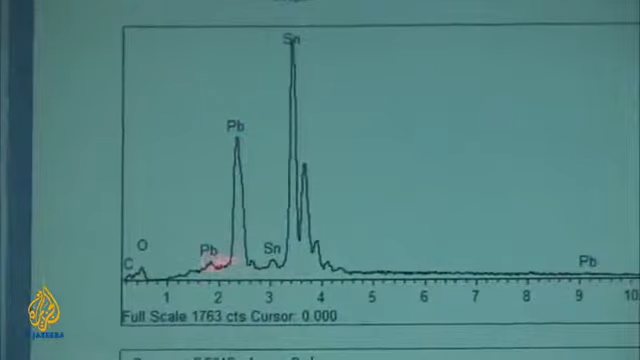 Sn
Pb
O
Pb
Sn
C
Pb
1 2 3 4 5 6 7 8 9 10
Full Scale 1763 cts Cursor: 0.000